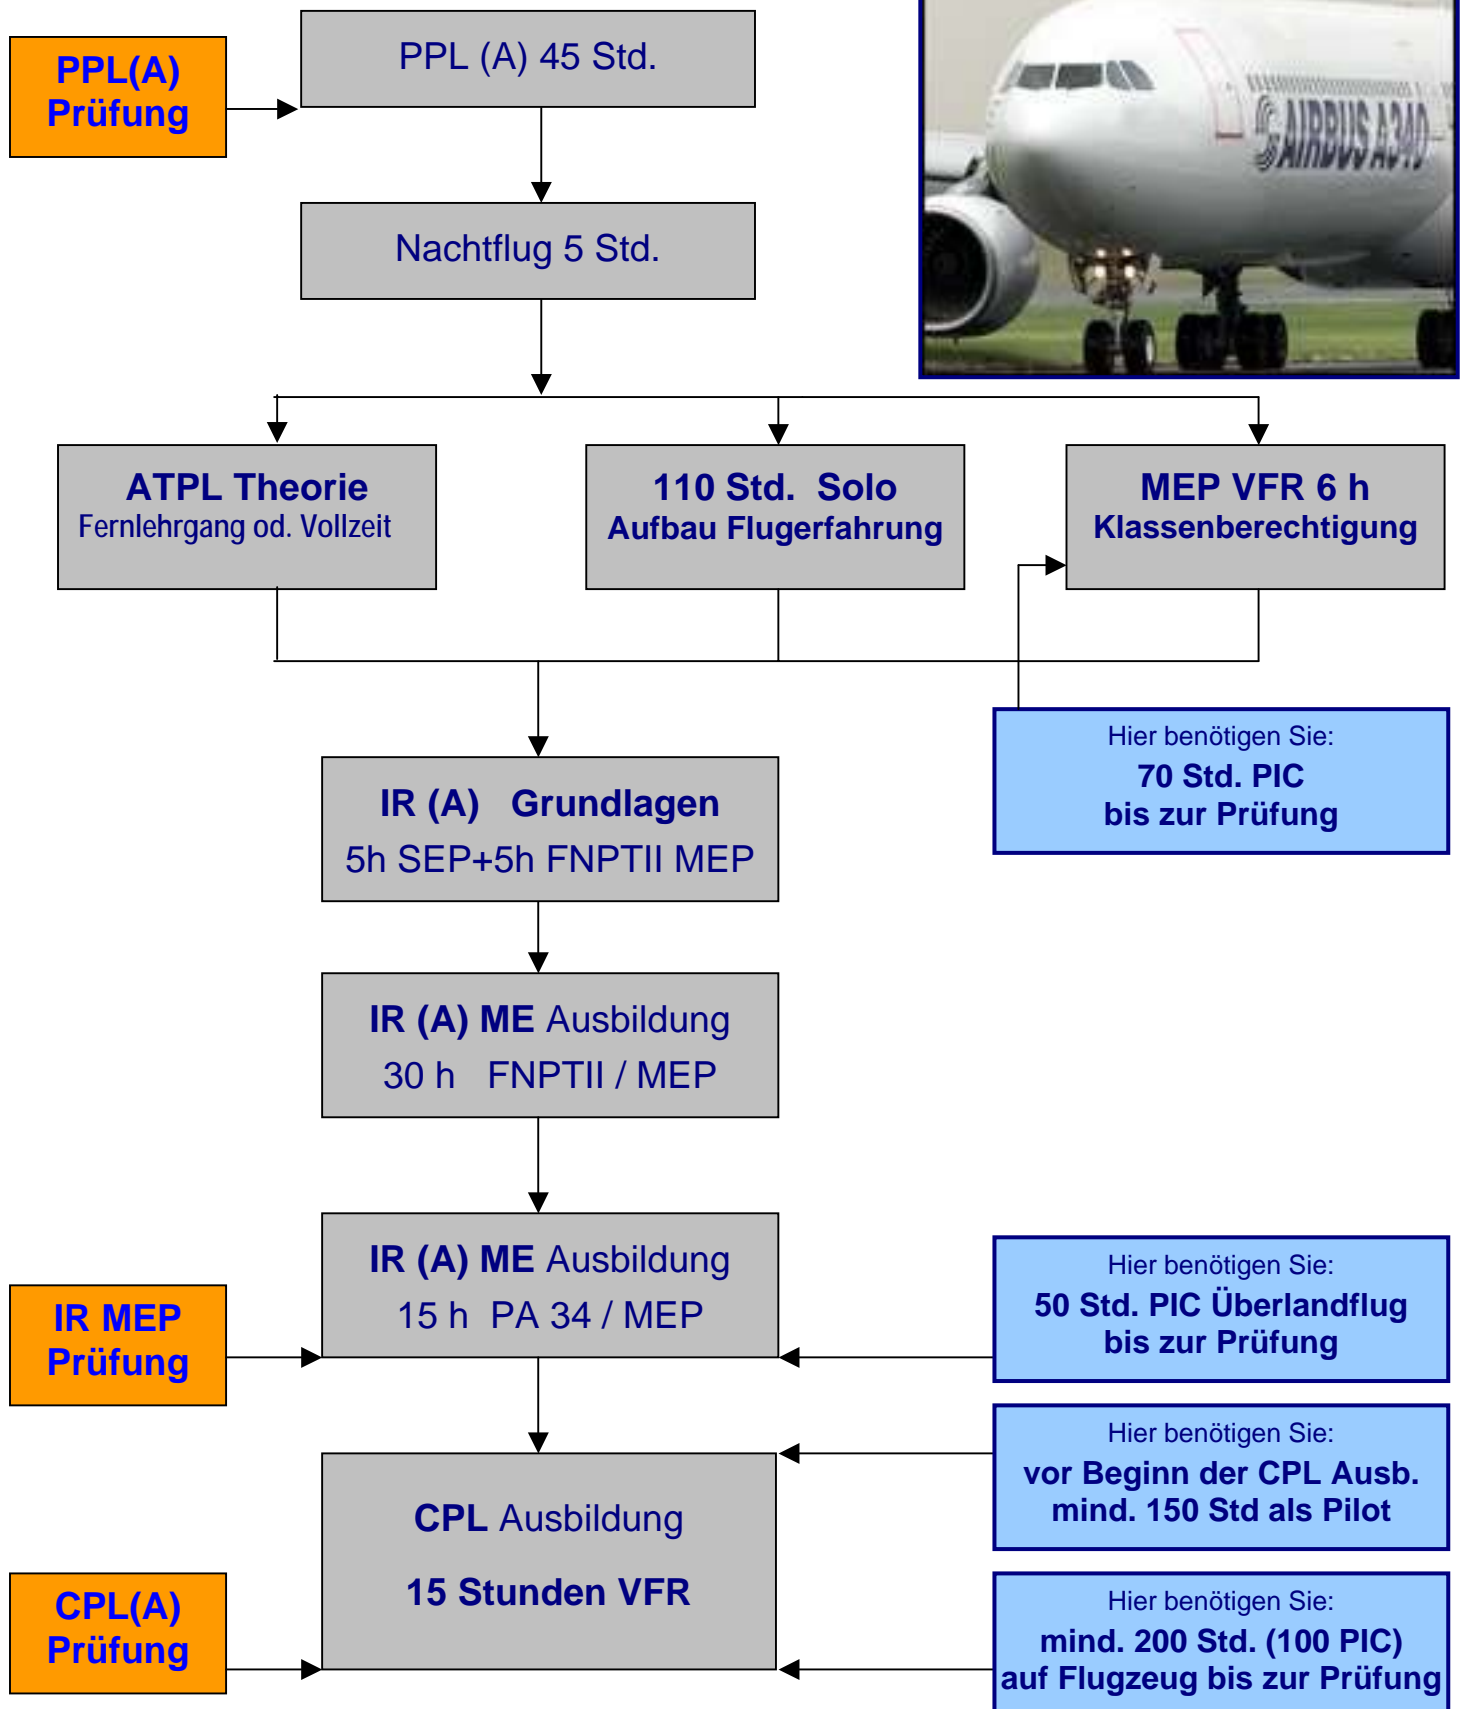 PPL (A) 45 Std.
PPL(A)
Prüfung
AIRBUS A340
Nachtflug 5 Std.
ATPL Theorie
Fernlehrgang od. Vollzeit
110 Std. Solo
Aufbau Flugerfahrung
MEP VFR 6 h
Klassenberechtigung
Hier benötigen Sie:
70 Std. PIC
bis zur Prüfung
IR (A) Grundlagen
5h SEP+5h FNPTII MEP
IR (A) ME Ausbildung
30 h FNPTII / MEP
IR (A) ME Ausbildung
15 h PA 34 / MEP
IR MEP
Prüfung
Hier benötigen Sie:
50 Std. PIC Überlandflug
bis zur Prüfung
Hier benötigen Sie:
vor Beginn der CPL Ausb.
mind. 150 Std als Pilot
CPL Ausbildung
15 Stunden VFR
CPL(A)
Prüfung
Hier benötigen Sie:
mind. 200 Std. (100 PIC)
auf Flugzeug bis zur Prüfung